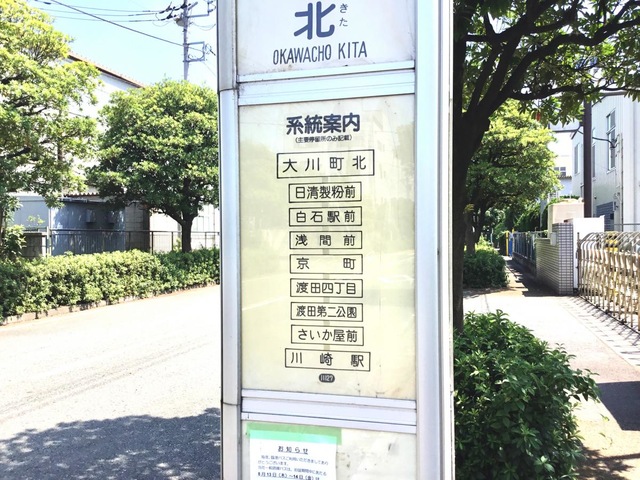 きた
北
OKAWACHO KITA
系統案内
(主要停留所のみ記載)
大川町北
日清製粉前
白石駅前
浅間前
京町
渡田四丁目
渡田第二公園
さいか屋前
川崎駅
11127
お知らせ